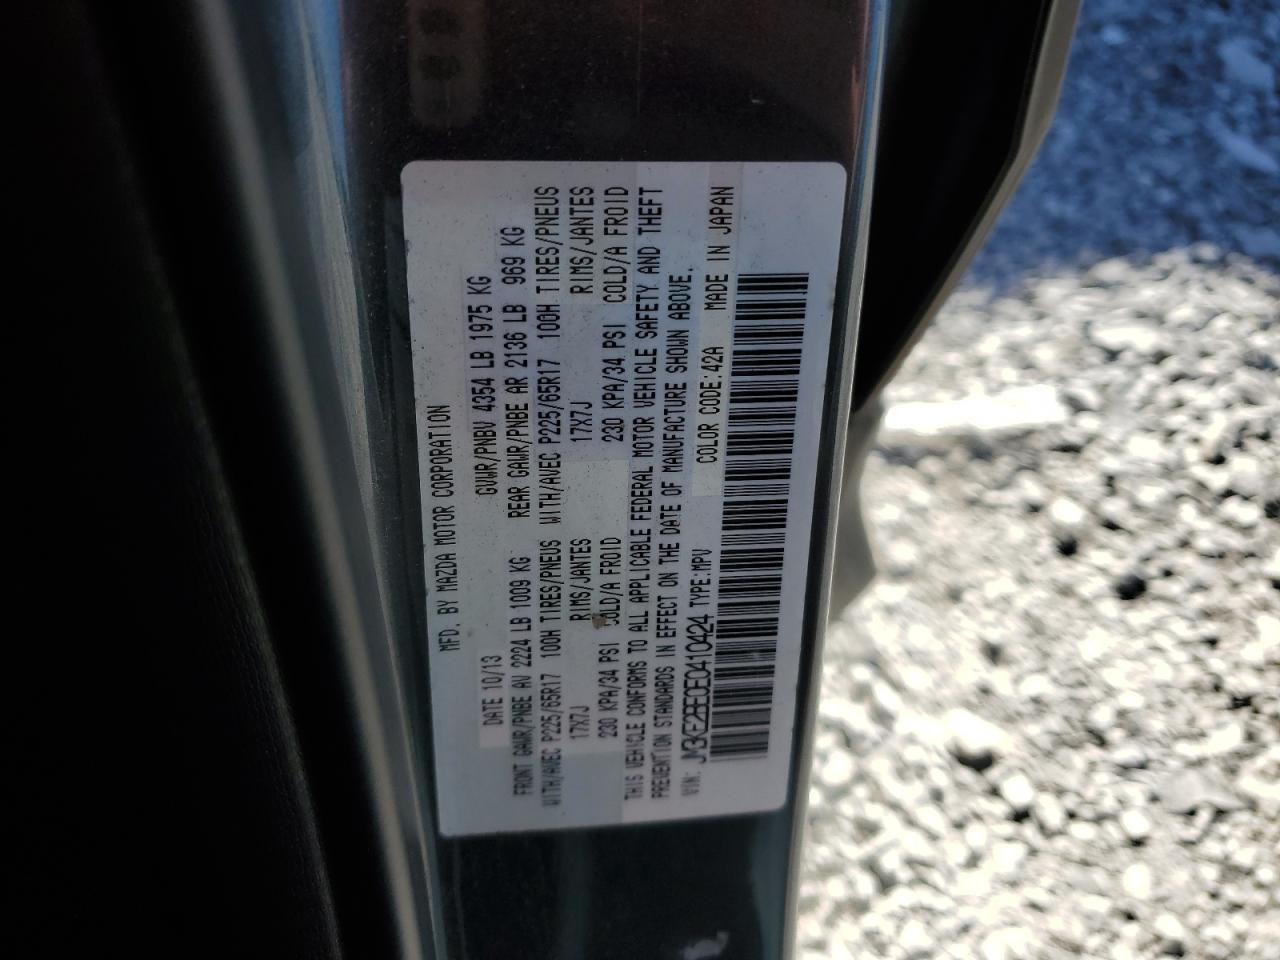 MFD. BY MAZDA MOTOR CORPORATION
DATE 10/13 GVWR/PNBV 4354 LB 1975 KG
FRONT GAWR/PNBE AV 2224 LB 1009 KG REAR GAWR/PNBE AR 2136 LB 969 KG
WITH/AVEC P225/65R17 100H TIRES/PNEUS WITH/AVEC P225/65R17 100H TIRES/PNEUS
17X7J RIMS/JANTES 17X7J RIMS/JANTES
230 KPA/34 PSI COLD/A FROID 230 KPA/34 PSI COLD/A FROID
THIS VEHICLE CONFORMS TO ALL APPLICABLE FEDERAL MOTOR VEHICLE SAFETY AND THEFT
PREVENTION STANDARDS IN EFFECT ON THE DATE OF MANUFACTURE SHOWN ABOVE.
VIN: JM3KE2BE0E0410424 TYPE:MPV COLOR CODE:42A MADE IN JAPAN